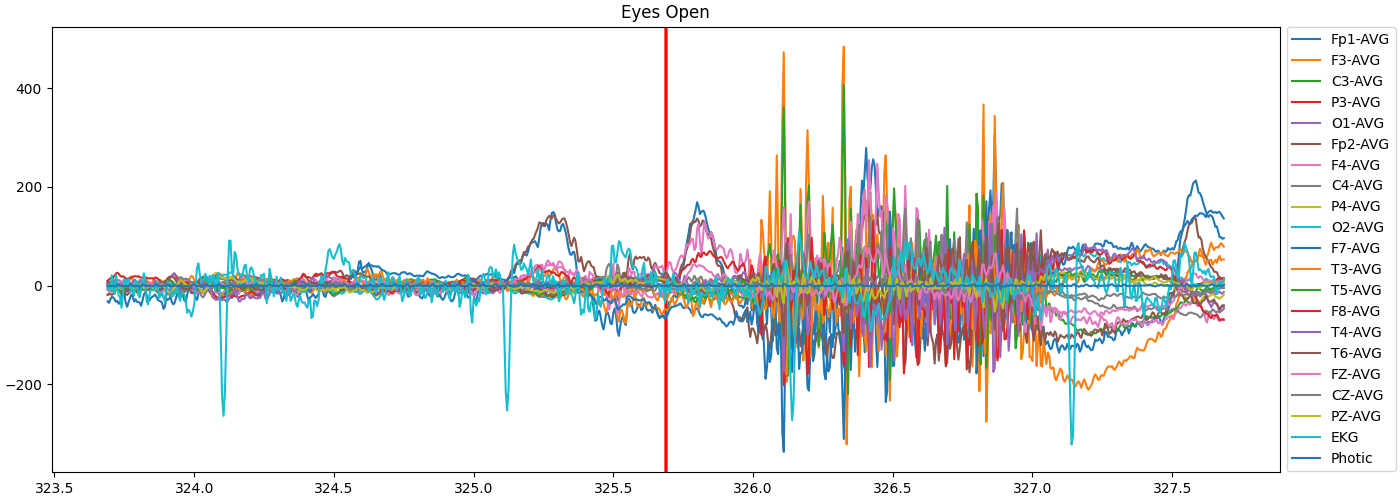 Eyes Open
400
200
0
−200
323.5 324.0 324.5 325.0 325.5 326.0 326.5 327.0 327.5
Fp1-AVG
F3-AVG
C3-AVG
P3-AVG
O1-AVG
Fp2-AVG
F4-AVG
C4-AVG
P4-AVG
O2-AVG
F7-AVG
T3-AVG
T5-AVG
F8-AVG
T4-AVG
T6-AVG
FZ-AVG
CZ-AVG
PZ-AVG
EKG
Photic